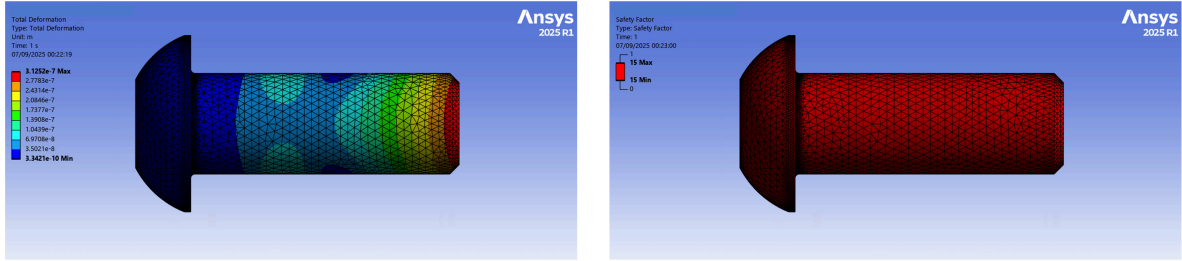 Total Deformation
Type: Total Deformation
Unit: m
Time: 1 s
07/09/2025 00:22:19
3.1252e-7 Max
2.7783e-7
2.4314e-7
2.0846e-7
1.7377e-7
1.3908e-7
1.0439e-7
6.9708e-8
3.5021e-8
3.3421e-10 Min
Ansys
2025 R1
Safety Factor
Type: Safety Factor
Time: 1
07/09/2025 00:23:00
1
15 Max
15 Min
0
Ansys
2025 R1